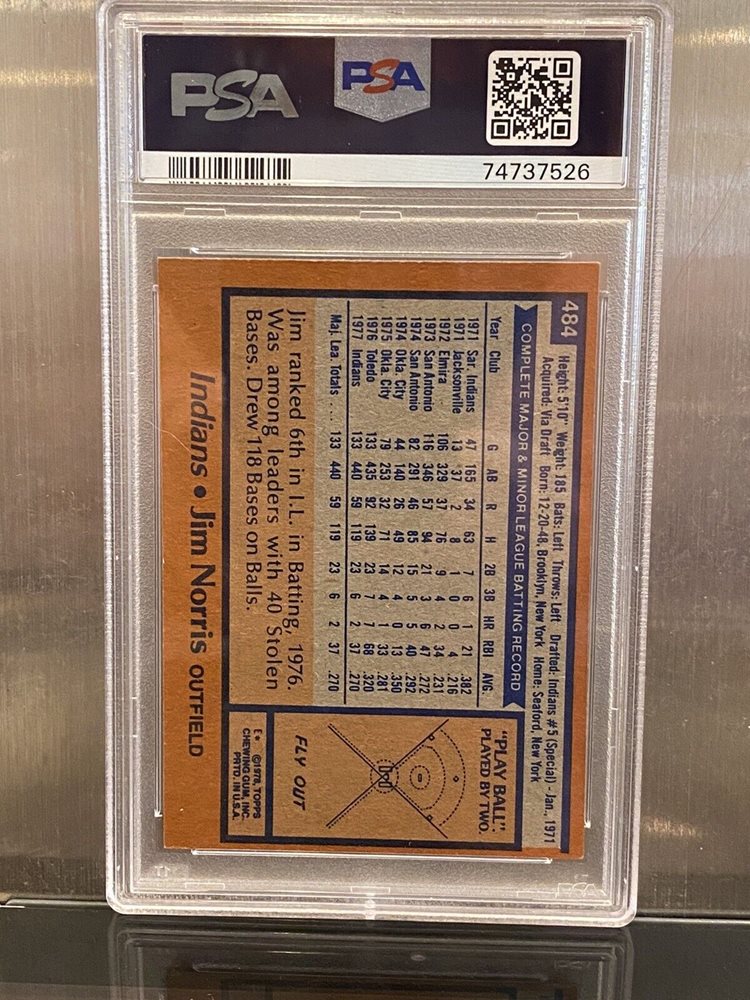 PSA
PSA
74737526
484
Height: 5'10" Weight: 185 Bats: Left Throws: Left Drafted: Indians #5 (Special) - Jan., 1971
Acquired: Via Draft Born: 12-20-48, Brooklyn, New York Home: Seaford, New York
COMPLETE MAJOR & MINOR LEAGUE BATTING RECORD
Year Club G AB R H 2B 3B HR RBI AVG.
1971 Sar. Indians 47 165 34 63 7 6 1 21 .382
1971 Jacksonville 13 37 2 8 1 0 0 4 .216
1972 Elmira 106 329 37 76 9 4 2 34 .231
1973 San Antonio 116 346 57 94 21 3 6 47 .272
1974 San Antonio 82 291 46 85 15 5 5 40 .292
1974 Okla. City 44 140 26 49 12 4 0 13 .350
1975 Okla. City 79 253 32 71 14 4 1 33 .281
1976 Toledo 133 435 92 139 23 7 7 68 .320
1977 Indians 133 440 59 119 23 6 2 37 .270
Maj. Lea. Totals .... 133 440 59 119 23 6 2 37 .270
Jim ranked 6th in I.L. in Batting, 1976.
Was among leaders with 40 Stolen
Bases. Drew 118 Bases on Balls.
"PLAY BALL".
PLAYED BY TWO.
FLY OUT
E* ©1978, TOPPS
CHEWING GUM, INC.
PRTD. IN U.S.A.
Indians • Jim Norris OUTFIELD
PSA